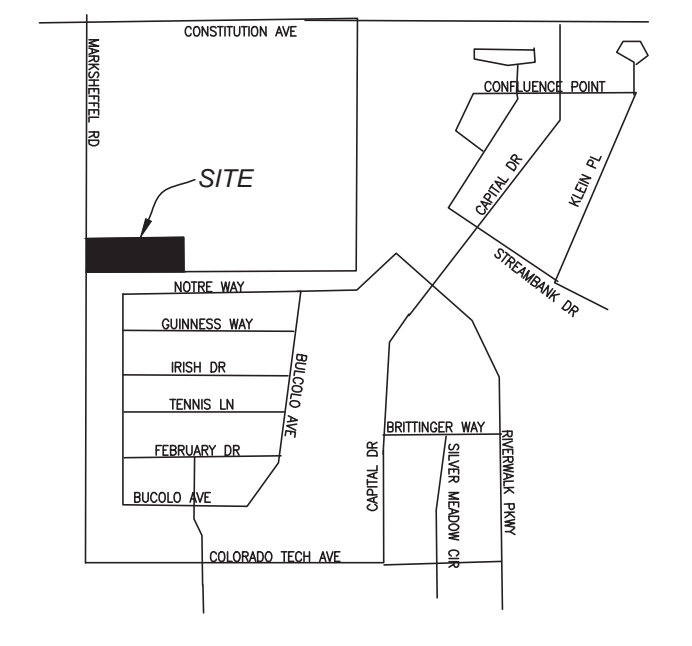 CONSTITUTION AVE
MARKSHEFFEL RD
CONFLUENCE POINT
CAPITAL DR
KLEIN PL
SITE
STREAMBANK DR
NOTRE WAY
GUINNESS WAY
IRISH DR
BULCOLO AVE
TENNIS LN
BRITTINGER WAY
FEBRUARY DR
CAPITAL DR
SILVER MEADOW CIR
RIVERWALK PKWY
BUCOLO AVE
COLORADO TECH AVE